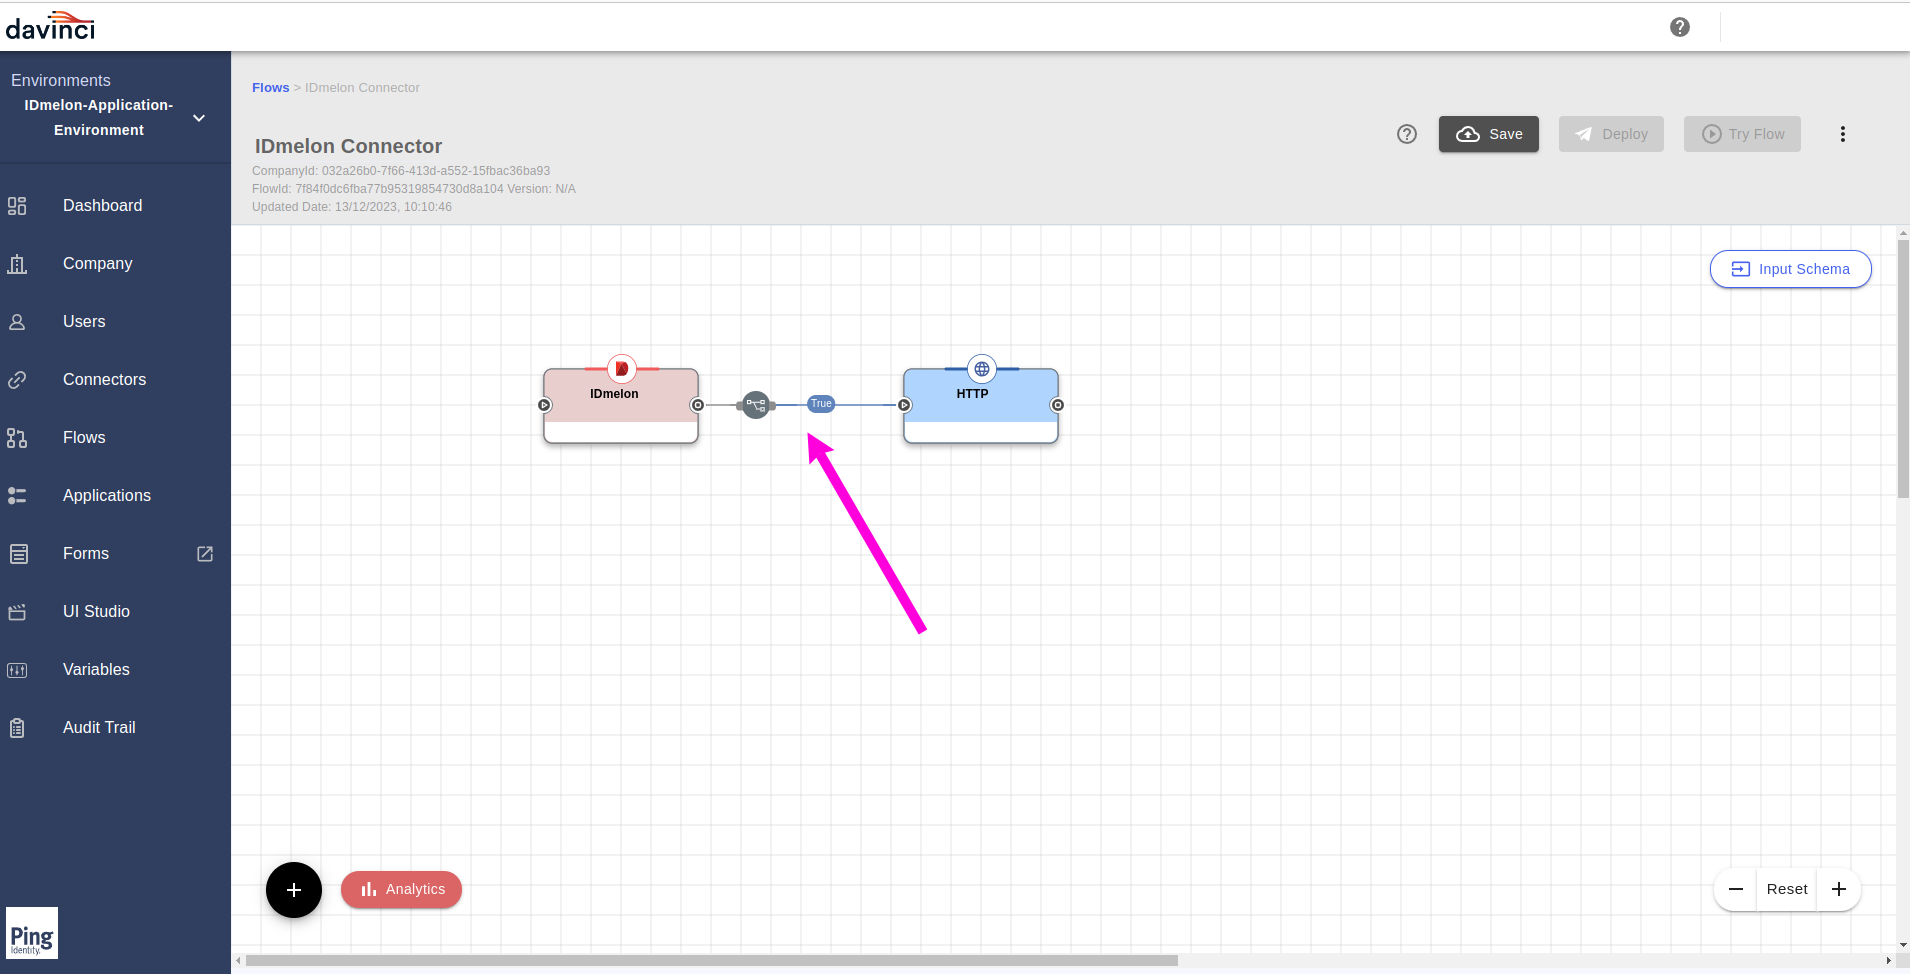 davinci
Environments
IDmelon-Application-
Environment
Dashboard
Company
Users
Connectors
Flows
Applications
Forms
UI Studio
Variables
Audit Trail
Ping
Identity.
Flows > IDmelon Connector
IDmelon Connector
CompanyId: 032a26b0-7f66-413d-a552-15fbac36ba93
FlowId: 7f84f0dc6fba77b95319854730d8a104 Version: N/A
Updated Date: 13/12/2023, 10:10:46
Save
Deploy
Try Flow
Input Schema
IDmelon
True
HTTP
Analytics
Reset